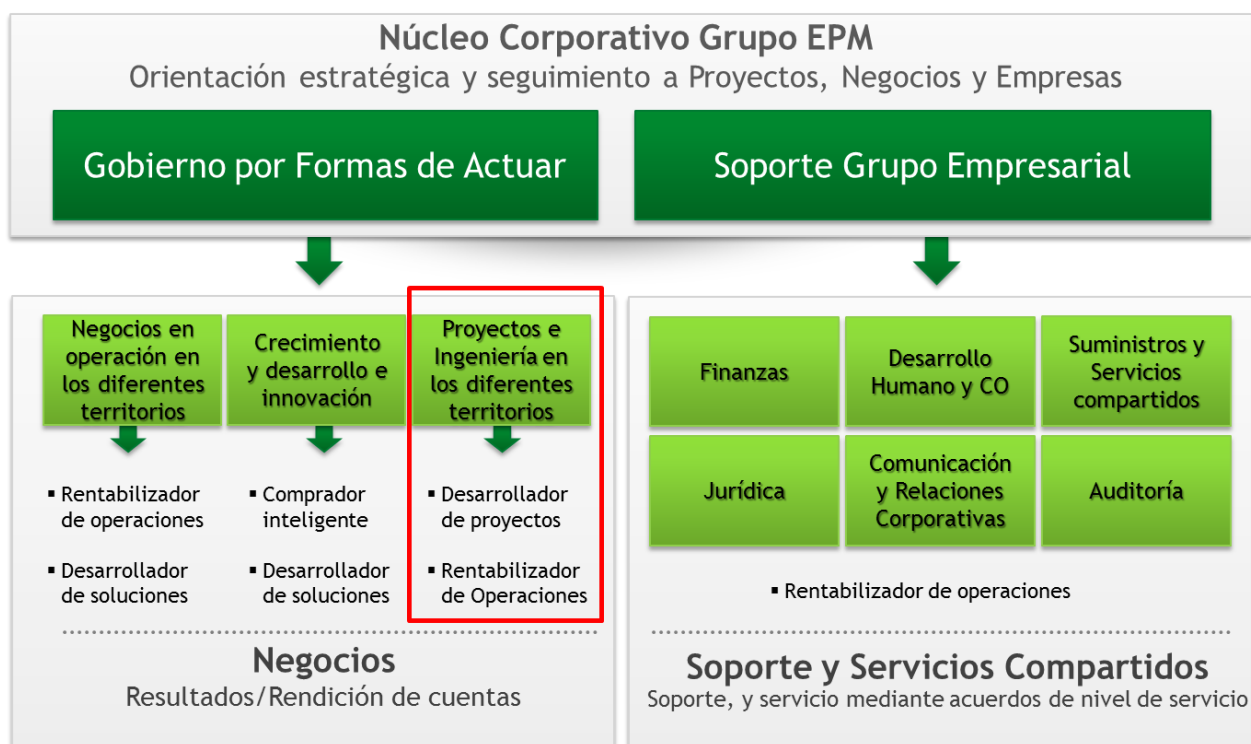 Núcleo Corporativo Grupo EPM
Orientación estratégica y seguimiento a Proyectos, Negocios y Empresas
Gobierno por Formas de Actuar
Soporte Grupo Empresarial
Negocios en
operación en
los diferentes
territorios
Crecimiento
y desarrollo e
innovación
Proyectos e
Ingeniería en
los diferentes
territorios
▪ Rentabilizador
de operaciones
▪ Desarrollador
de soluciones
▪ Comprador
inteligente
▪ Desarrollador
de soluciones
▪ Desarrollador
de proyectos
▪ Rentabilizador
de Operaciones
Negocios
Resultados/Rendición de cuentas
Finanzas
Desarrollo
Humano y CO
Suministros y
Servicios
compartidos
Jurídica
Comunicación
y Relaciones
Corporativas
Auditoría
▪ Rentabilizador de operaciones
Soporte y Servicios Compartidos
Soporte, y servicio mediante acuerdos de nivel de servicio